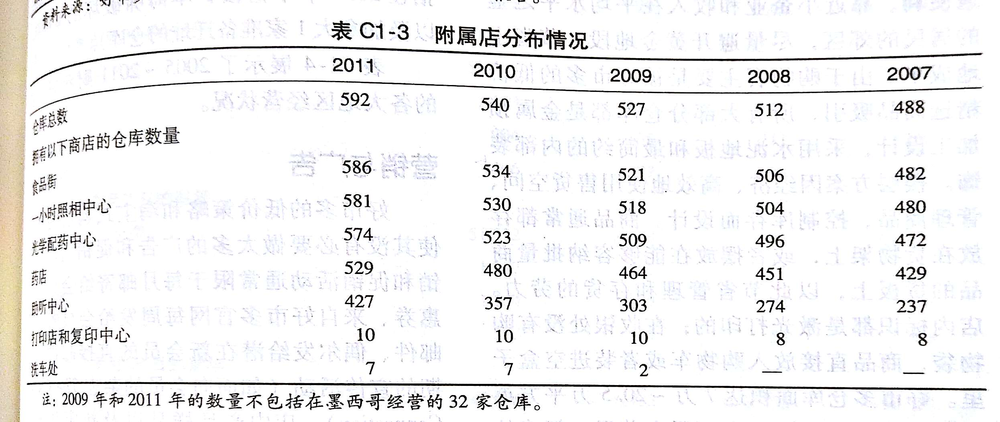 资料来源：好市多
表 C1-3 附属店分布情况
2011 2010 2009 2008 2007
仓库总数 592 540 527 512 488
拥有以下商店的仓库数量
食品街 586 534 521 506 482
一小时照相中心 581 530 518 504 480
光学配药中心 574 523 509 496 472
药店 529 480 464 451 429
助听中心 427 357 303 274 237
打印店和复印中心 10 10 10 8 8
洗车处 7 7 2 — —
注：2009 年和 2011 年的数量不包括在墨西哥经营的 32 家仓库。